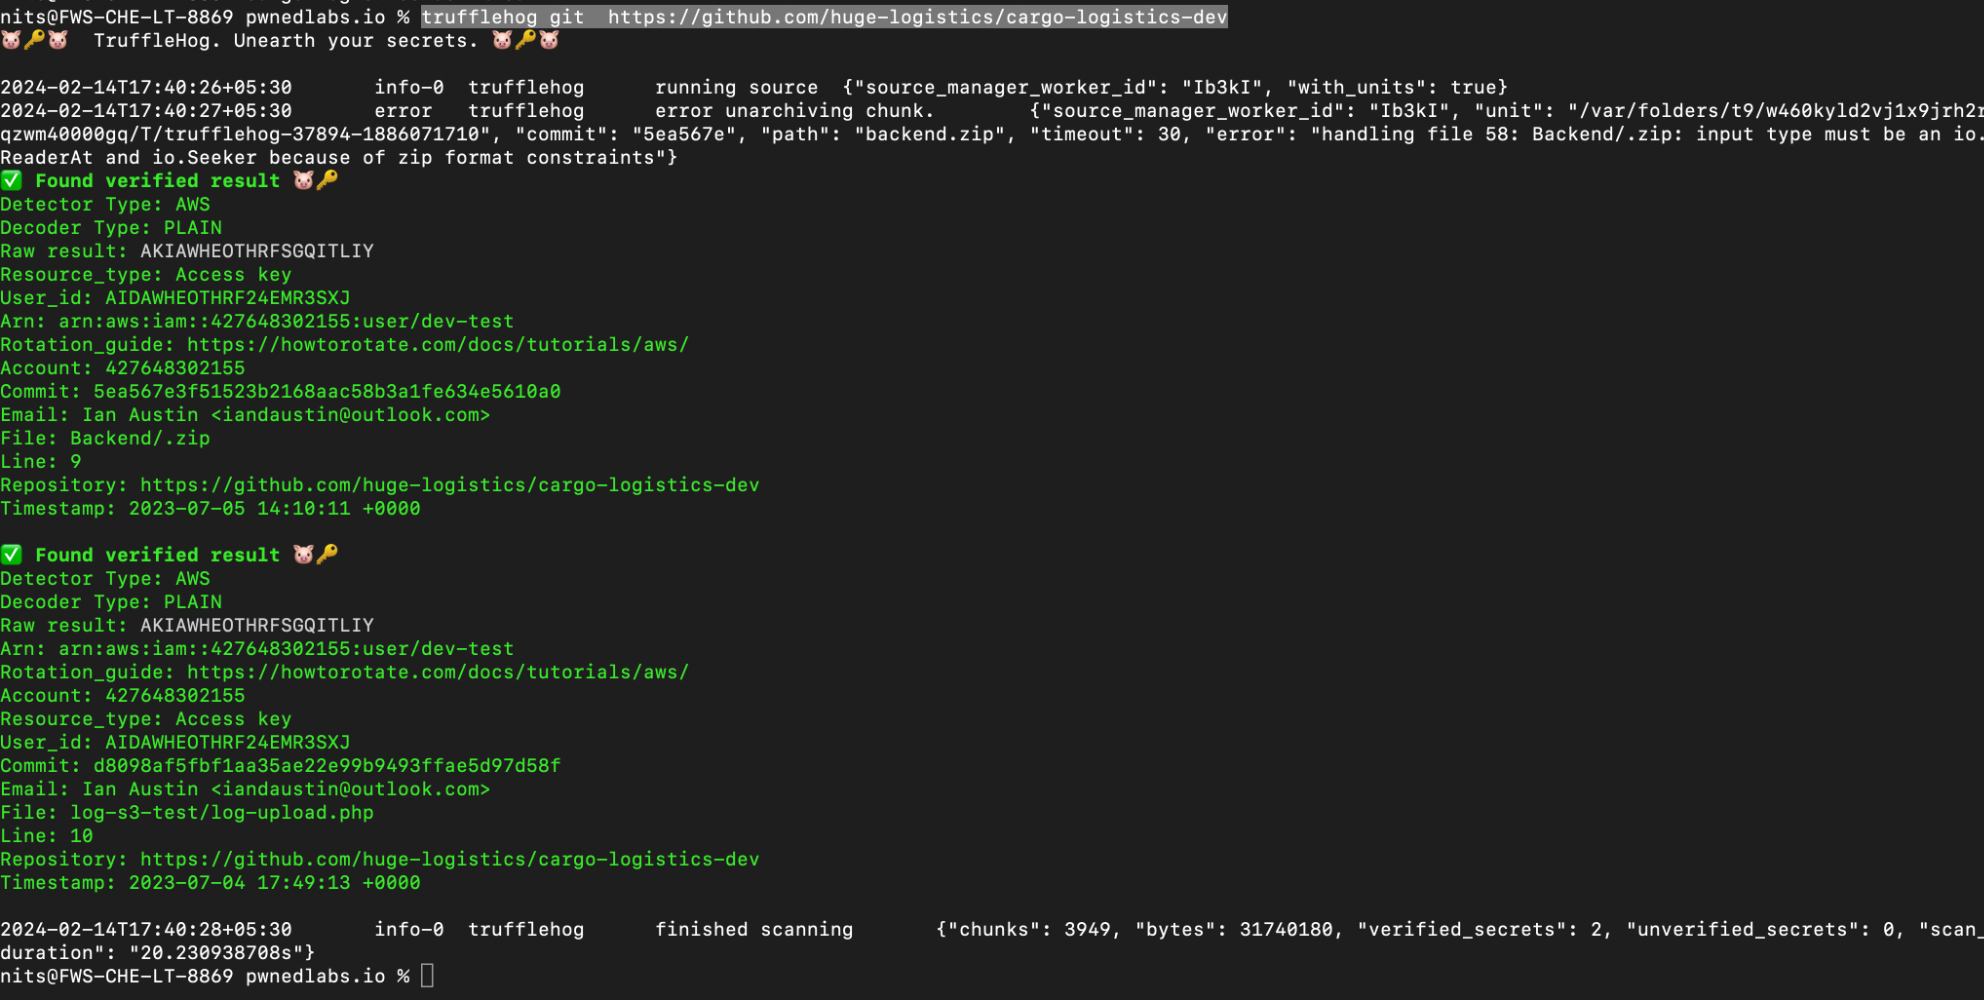 nits@FWS-CHE-LT-8869 pwnedlabs.io % trufflehog git  https://github.com/huge-logistics/cargo-logistics-dev
🐷🔑🐷  TruffleHog. Unearth your secrets. 🐷🔑🐷
2024-02-14T17:40:26+05:30       info-0  trufflehog      running source  {"source_manager_worker_id": "Ib3kI", "with_units": true}
2024-02-14T17:40:27+05:30       error   trufflehog      error unarchiving chunk.        {"source_manager_worker_id": "Ib3kI", "unit": "/var/folders/t9/w460kyld2vj1x9jrh2r
qzwm40000gq/T/trufflehog-37894-1886071710", "commit": "5ea567e", "path": "backend.zip", "timeout": 30, "error": "handling file 58: Backend/.zip: input type must be an io.
ReaderAt and io.Seeker because of zip format constraints"}
✅ Found verified result 🐷🔑
Detector Type: AWS
Decoder Type: PLAIN
Raw result: AKIAWHEOTHRFSGQITLIY
Resource_type: Access key
User_id: AIDAWHEOTHRF24EMR3SXJ
Arn: arn:aws:iam::427648302155:user/dev-test
Rotation_guide: https://howtorotate.com/docs/tutorials/aws/
Account: 427648302155
Commit: 5ea567e3f51523b2168aac58b3a1fe634e5610a0
Email: Ian Austin <iandaustin@outlook.com>
File: Backend/.zip
Line: 9
Repository: https://github.com/huge-logistics/cargo-logistics-dev
Timestamp: 2023-07-05 14:10:11 +0000
✅ Found verified result 🐷🔑
Detector Type: AWS
Decoder Type: PLAIN
Raw result: AKIAWHEOTHRFSGQITLIY
Arn: arn:aws:iam::427648302155:user/dev-test
Rotation_guide: https://howtorotate.com/docs/tutorials/aws/
Account: 427648302155
Resource_type: Access key
User_id: AIDAWHEOTHRF24EMR3SXJ
Commit: d8098af5fbf1aa35ae22e99b9493ffae5d97d58f
Email: Ian Austin <iandaustin@outlook.com>
File: log-s3-test/log-upload.php
Line: 10
Repository: https://github.com/huge-logistics/cargo-logistics-dev
Timestamp: 2023-07-04 17:49:13 +0000
2024-02-14T17:40:28+05:30       info-0  trufflehog      finished scanning       {"chunks": 3949, "bytes": 31740180, "verified_secrets": 2, "unverified_secrets": 0, "scan_
duration": "20.230938708s"}
nits@FWS-CHE-LT-8869 pwnedlabs.io %